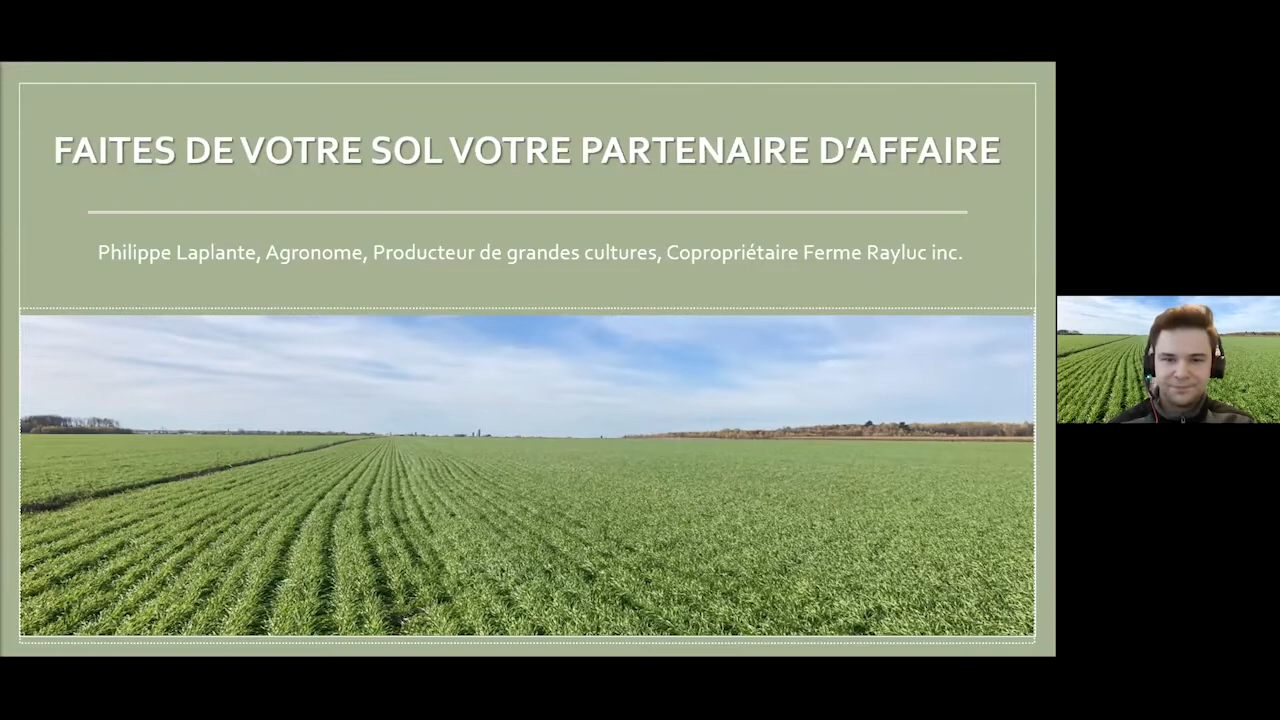 FAITES DE VOTRE SOL VOTRE PARTENAIRE D’AFFAIRE
Philippe Laplante, Agronome, Producteur de grandes cultures, Copropriétaire Ferme Rayluc inc.